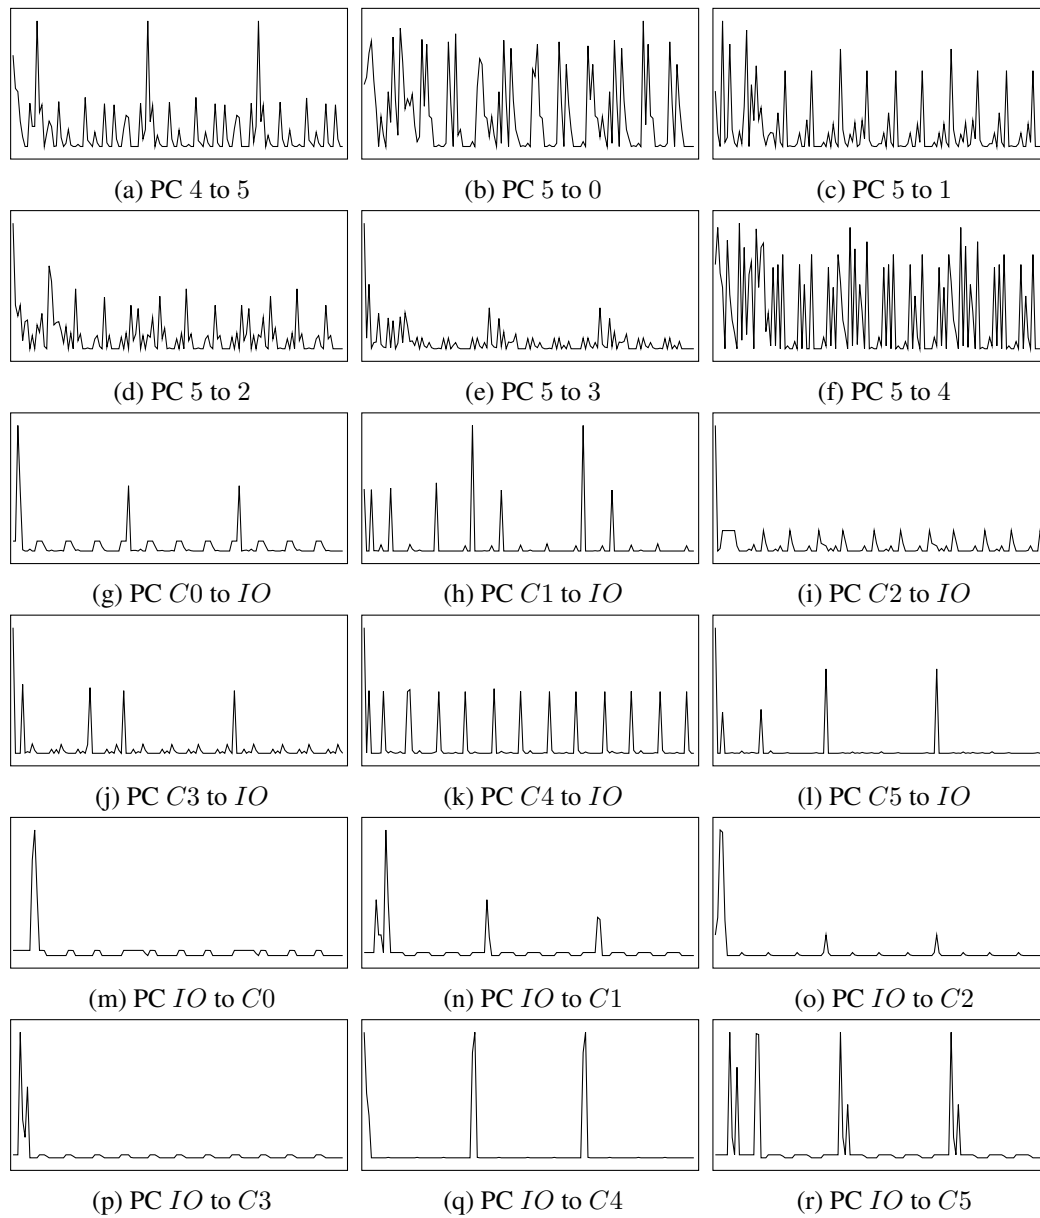 (a) PC 4 to 5 (b) PC 5 to 0 (c) PC 5 to 1
(d) PC 5 to 2 (e) PC 5 to 3 (f) PC 5 to 4
(g) PC C0 to IO (h) PC C1 to IO (i) PC C2 to IO
(j) PC C3 to IO (k) PC C4 to IO (l) PC C5 to IO
(m) PC IO to C0 (n) PC IO to C1 (o) PC IO to C2
(p) PC IO to C3 (q) PC IO to C4 (r) PC IO to C5